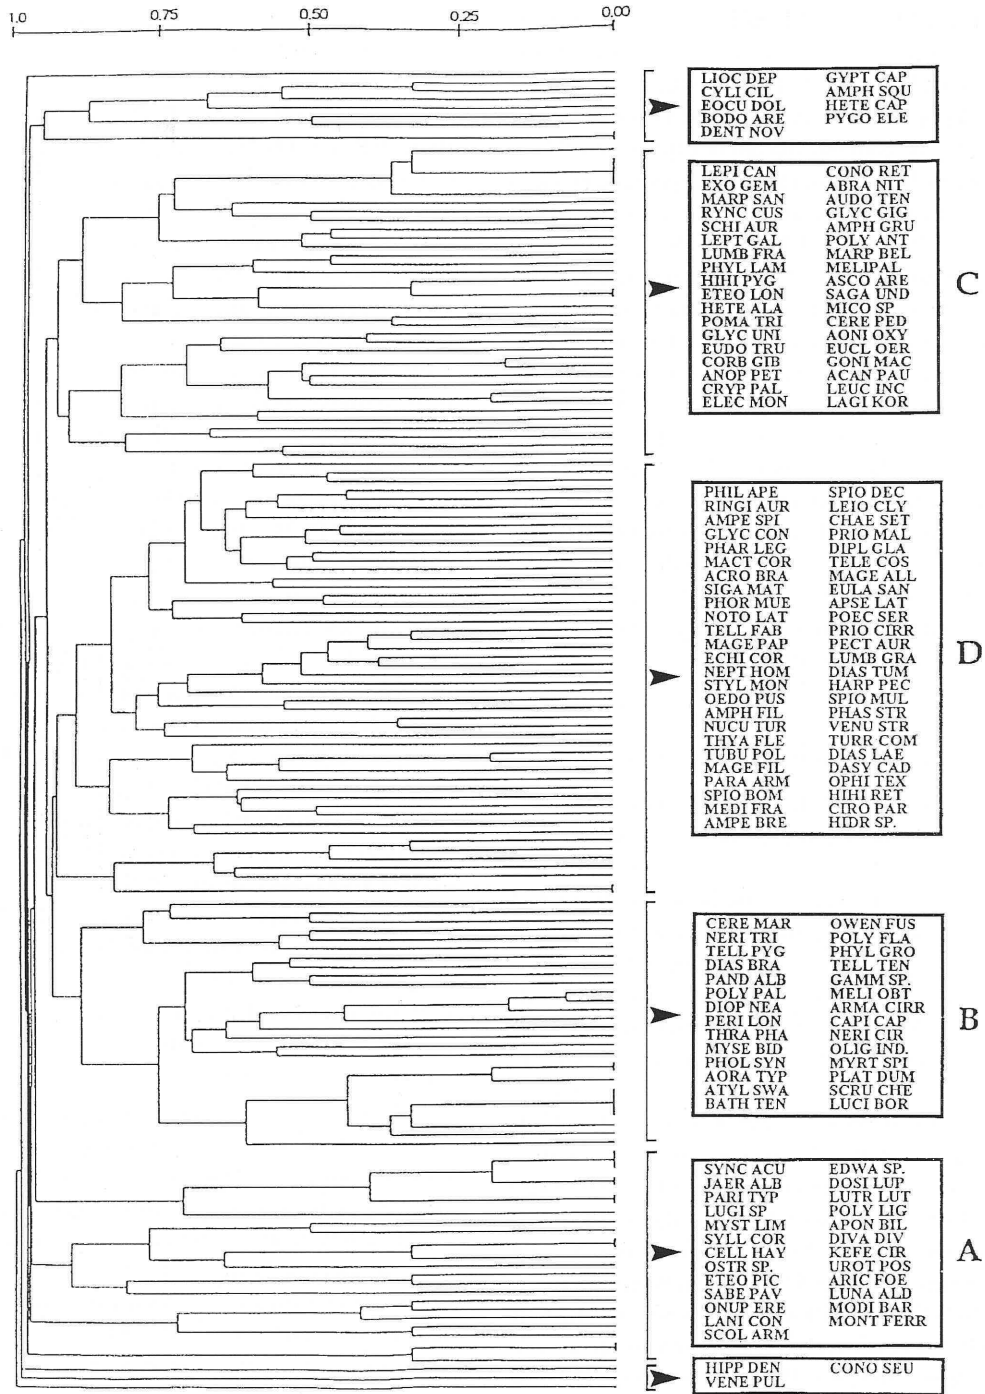 1.0 0.75 0.50 0.25 0.00
LIOC DEP GYPT CAP
CYLI CIL AMPH SQU
EOCU DOL HETE CAP
BODO ARE PYGO ELE
DENT NOV
LEPI CAN CONO RET
EXO GEM ABRA NIT
MARP SAN AUDO TEN
RYNC CUS GLYC GIG
SCHI AUR AMPH GRU
LEPT GAL POLY ANT
LUMB FRA MARP BEL
PHYL LAM MELIPAL
HIHI PYG ASCO ARE
ETEO LON SAGA UND
HETE ALA MICO SP
POMA TRI CERE PED
GLYC UNI AONI OXY
EUDO TRU EUCL OER
CORB GIB GONI MAC
ANOP PET ACAN PAU
CRYP PAL LEUC INC
ELEC MON LAGI KOR
C
PHIL APE SPIO DEC
RINGI AUR LEIO CLY
AMPE SPI CHAE SET
GLYC CON PRIO MAL
PHAR LEG DIPL GLA
MACT COR TELE COS
ACRO BRA MAGE ALL
SIGA MAT EULA SAN
PHOR MUE APSE LAT
NOTO LAT POEC SER
TELL FAB PRIO CIRR
MAGE PAP PECT AUR
ECHI COR LUMB GRA
NEPT HOM DIAS TUM
STYL MON HARP PEC
OEDO PUS SPIO MUL
AMPH FIL PHAS STR
NUCU TUR VENU STR
THYA FLE TURR COM
TUBU POL DIAS LAE
MAGE FIL DASY CAD
PARA ARM OPHI TEX
SPIO BOM HIHI RET
MEDI FRA CIRO PAR
AMPE BRE HIDR SP.
D
CERE MAR OWEN FUS
NERI TRI POLY FLA
TELL PYG PHYL GRO
DIAS BRA TELL TEN
PAND ALB GAMM SP.
POLY PAL MELI OBT
DIOP NEA ARMA CIRR
PERI LON CAPI CAP
THRA PHA NERI CIR
MYSE BID OLIG IND.
PHOL SYN MYRT SPI
AORA TYP PLAT DUM
ATYL SWA SCRU CHE
BATH TEN LUCI BOR
B
SYNC ACU EDWA SP.
JAER ALB DOSI LUP
PARI TYP LUTR LUT
LUGI SP POLY LIG
MYST LIM APON BIL
SYLL COR DIVA DIV
CELL HAY KEFE CIR
OSTR SP. UROT POS
ETEO PIC ARIC FOE
SABE PAV LUNA ALD
ONUP ERE MODI BAR
LANI CON MONT FERR
SCOL ARM
A
HIPP DEN CONO SEU
VENE PUL